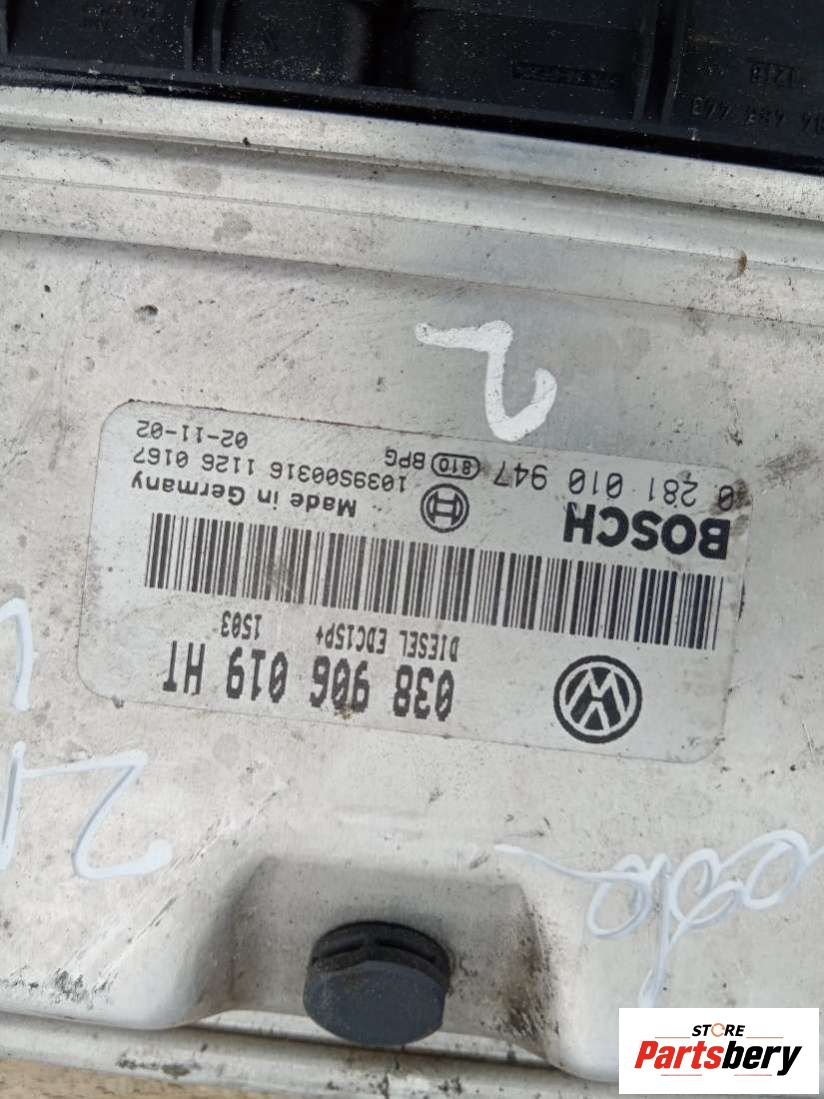 038 906 019 HT
DIESEL EDC15P+ 1503
BOSCH
Made in Germany
0 281 010 947 810 BPG
1039S00316 1126 0167
02-11-02
2
STORE
Partsbery